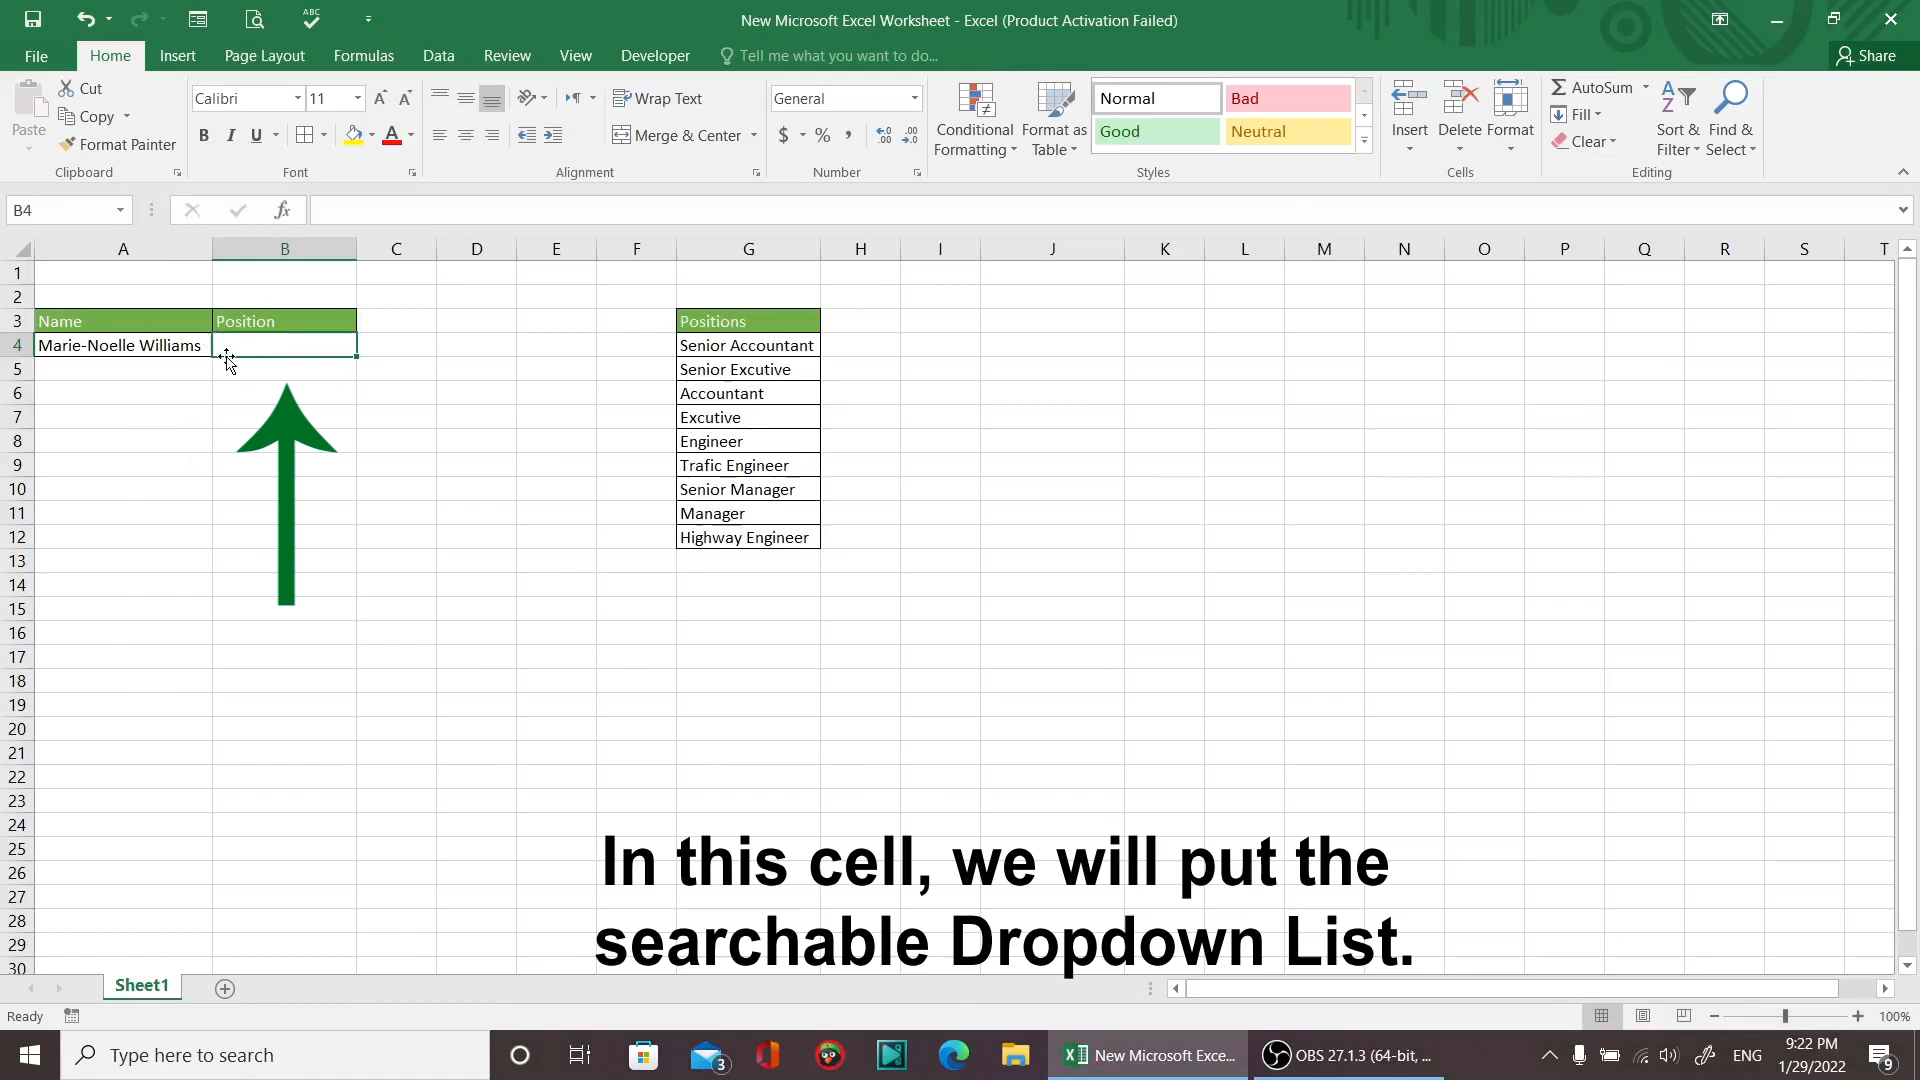 New Microsoft Excel Worksheet - Excel (Product Activation Failed)
File Home Insert Page Layout Formulas Data Review View Developer Tell me what you want to do... Share
Paste Cut Copy Format Painter Clipboard
Calibri 11 B I U A Font
Wrap Text Merge & Center Alignment
General $ % , Number
Conditional Formatting Format as Table
Normal Bad
Good Neutral
Styles
Insert Delete Format Cells
AutoSum Fill Clear Sort & Filter Find & Select Editing
B4 fx
A B C D E F G H I J K L M N O P Q R S T
1
2
3 Name Position Positions
4 Marie-Noelle Williams Senior Accountant
5 Senior Excutive
6 Accountant
7 Excutive
8 Engineer
9 Trafic Engineer
10 Senior Manager
11 Manager
12 Highway Engineer
13
14
15
16
17
18
19
20
21
22
23
24
25
26
27
28
29
30
In this cell, we will put the
searchable Dropdown List.
Sheet1
Ready 100%
Type here to search 3 New Microsoft Exce... OBS 27.1.3 (64-bit, ... ENG 9:22 PM
1/29/2022 9